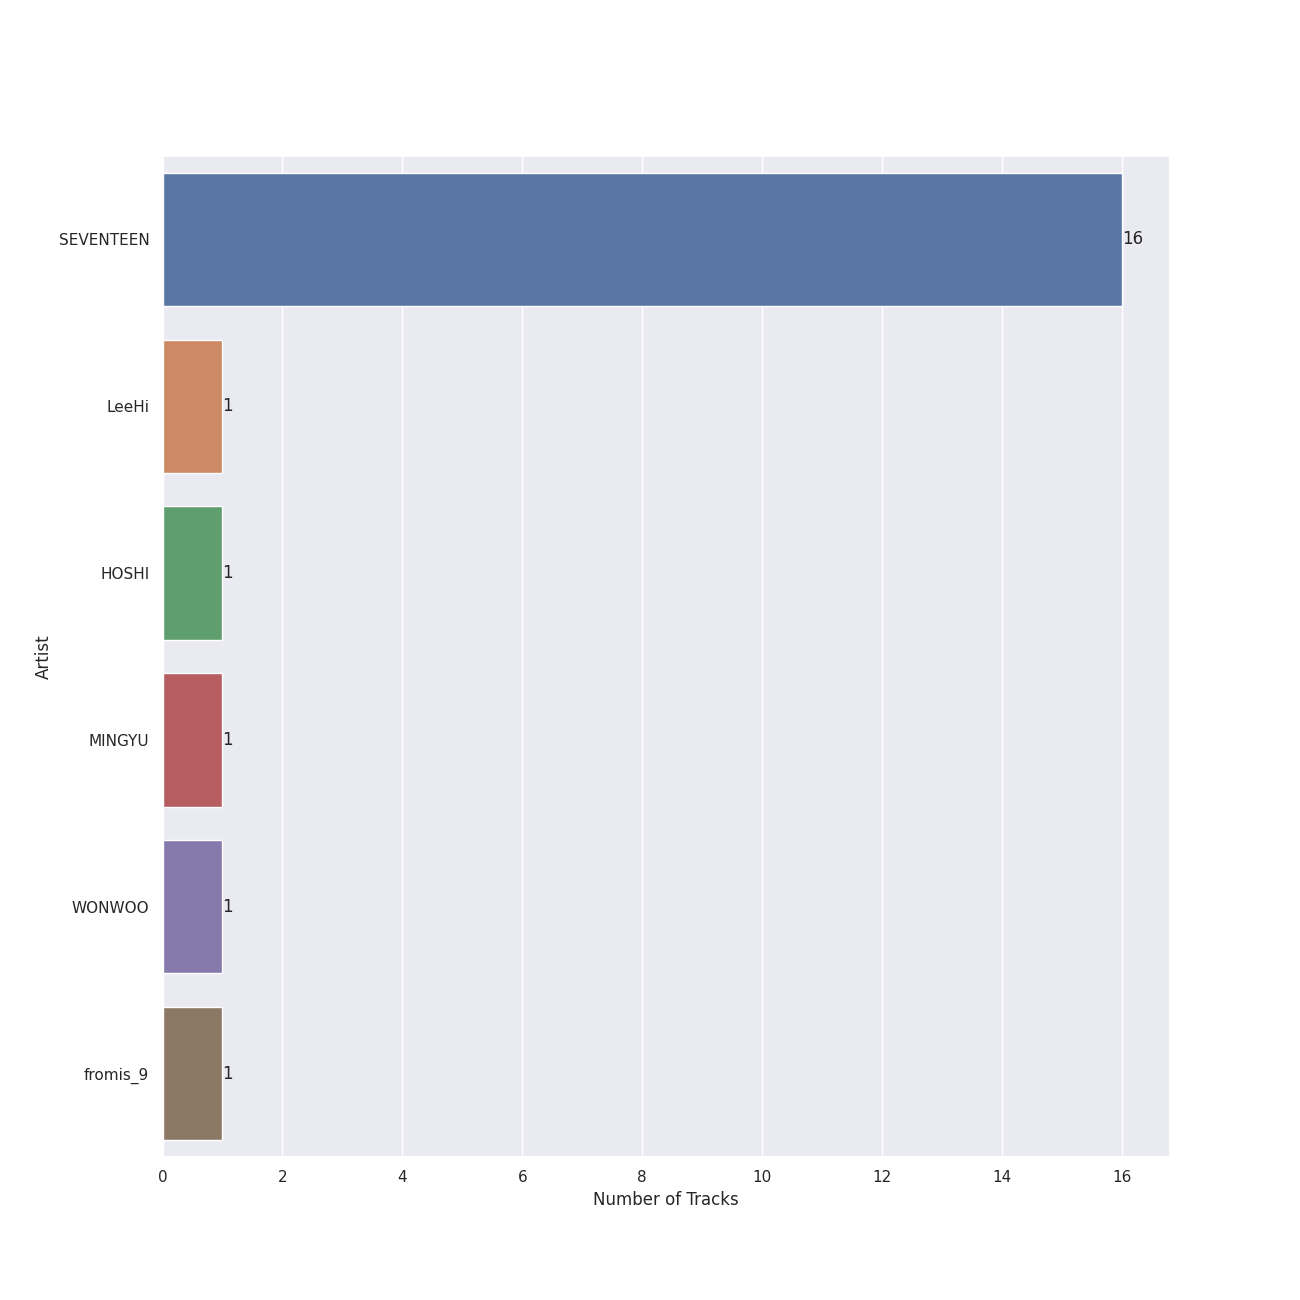 SEVENTEEN
16
LeeHi
1
HOSHI
1
MINGYU
1
WONWOO
1
fromis_9
1
Artist
0 2 4 6 8 10 12 14 16
Number of Tracks